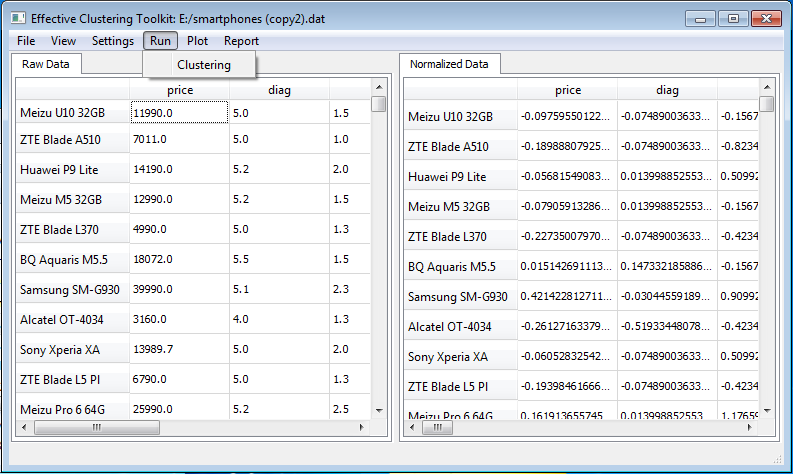 Effective Clustering Toolkit: E:/smartphones (copy2).dat
File View Settings Run Plot Report
Clustering
Raw Data
price diag
Meizu U10 32GB 11990.0 5.0 1.5
ZTE Blade A510 7011.0 5.0 1.0
Huawei P9 Lite 14190.0 5.2 2.0
Meizu M5 32GB 12990.0 5.2 1.5
ZTE Blade L370 4990.0 5.0 1.3
BQ Aquaris M5.5 18072.0 5.5 1.5
Samsung SM-G930 39990.0 5.1 2.3
Alcatel OT-4034 3160.0 4.0 1.3
Sony Xperia XA 13989.7 5.0 2.0
ZTE Blade L5 Pl 6790.0 5.0 1.3
Meizu Pro 6 64G 25990.0 5.2 2.5
Normalized Data
price diag
Meizu U10 32GB -0.09759550122... -0.07489003633... -0.1567
ZTE Blade A510 -0.18988807925... -0.07489003633... -0.8234
Huawei P9 Lite -0.05681549083... 0.013998852553... 0.50992
Meizu M5 32GB -0.07905913286... 0.013998852553... -0.1567
ZTE Blade L370 -0.22735007970... -0.07489003633... -0.4234
BQ Aquaris M5.5 0.015142691113... 0.147332185886... -0.1567
Samsung SM-G930 0.421422812711... -0.03044559189... 0.90992
Alcatel OT-4034 -0.26127163379... -0.51933448078... -0.4234
Sony Xperia XA -0.06052832542... -0.07489003633... 0.50992
ZTE Blade L5 Pl -0.19398461666... -0.07489003633... -0.4234
Meizu Pro 6 64G 0.161913655745 0.013998852553 1.17659